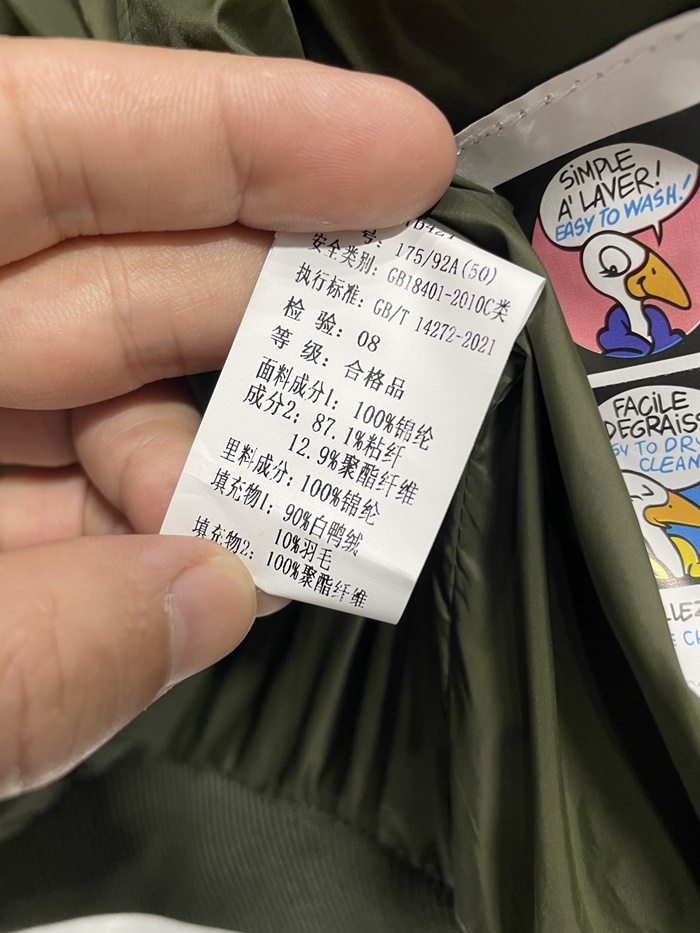 号: 175/92A(50)
安全类别: GB18401-2010C类
执行标准: GB/T 14272-2021
检 验: 08
等 级: 合格品
面料成分1: 100%锦纶
成分2: 87.1%粘纤
12.9%聚酯纤维
里料成分: 100%锦纶
填充物1: 90%白鸭绒
10%羽毛
填充物2: 100%聚酯纤维
SIMPLE
A' LAVER!
EASY TO WASH!
FACILE
TO DRY
CLEAN